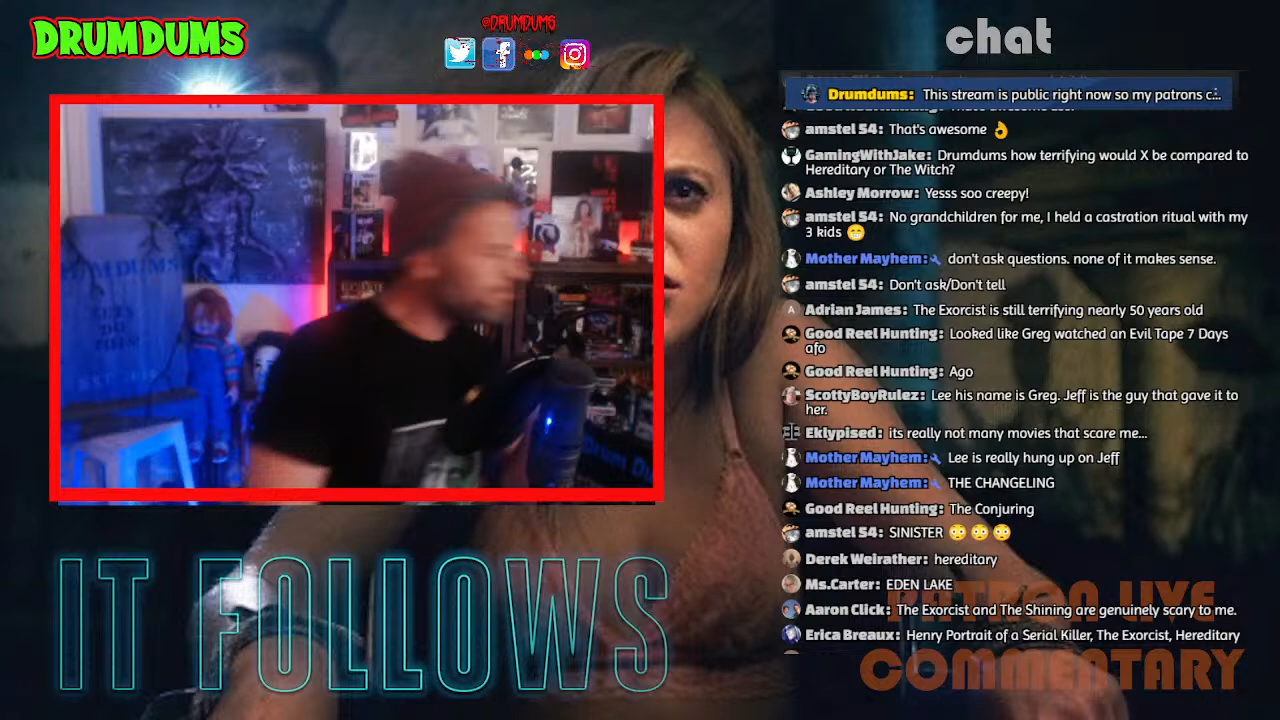 DRUMDUMS
@DRUMDUMS
chat
Drumdums: This stream is public right now so my patrons c...
amstel 54: That's awesome 👌
GamingWithJake: Drumdums how terrifying would X be compared to
Hereditary or The Witch?
Ashley Morrow: Yesss soo creepy!
amstel 54: No grandchildren for me, I held a castration ritual with my
3 kids 😁
Mother Mayhem: don't ask questions. none of it makes sense.
amstel 54: Don't ask/Don't tell
A Adrian James: The Exorcist is still terrifying nearly 50 years old
Good Reel Hunting: Looked like Greg watched an Evil Tape 7 Days
afo
Good Reel Hunting: Ago
ScottyBoyRulez: Lee his name is Greg. Jeff is the guy that gave it to
her.
Eklypised: its really not many movies that scare me...
Mother Mayhem: Lee is really hung up on Jeff
Mother Mayhem: THE CHANGELING
Good Reel Hunting: The Conjuring
amstel 54: SINISTER 😳 😳 😳
Derek Weirather: hereditary
Ms.Carter: EDEN LAKE
Aaron Click: The Exorcist and The Shining are genuinely scary to me.
Erica Breaux: Henry Portrait of a Serial Killer, The Exorcist, Hereditary
IT FOLLOWS
PATRON LIVE
COMMENTARY